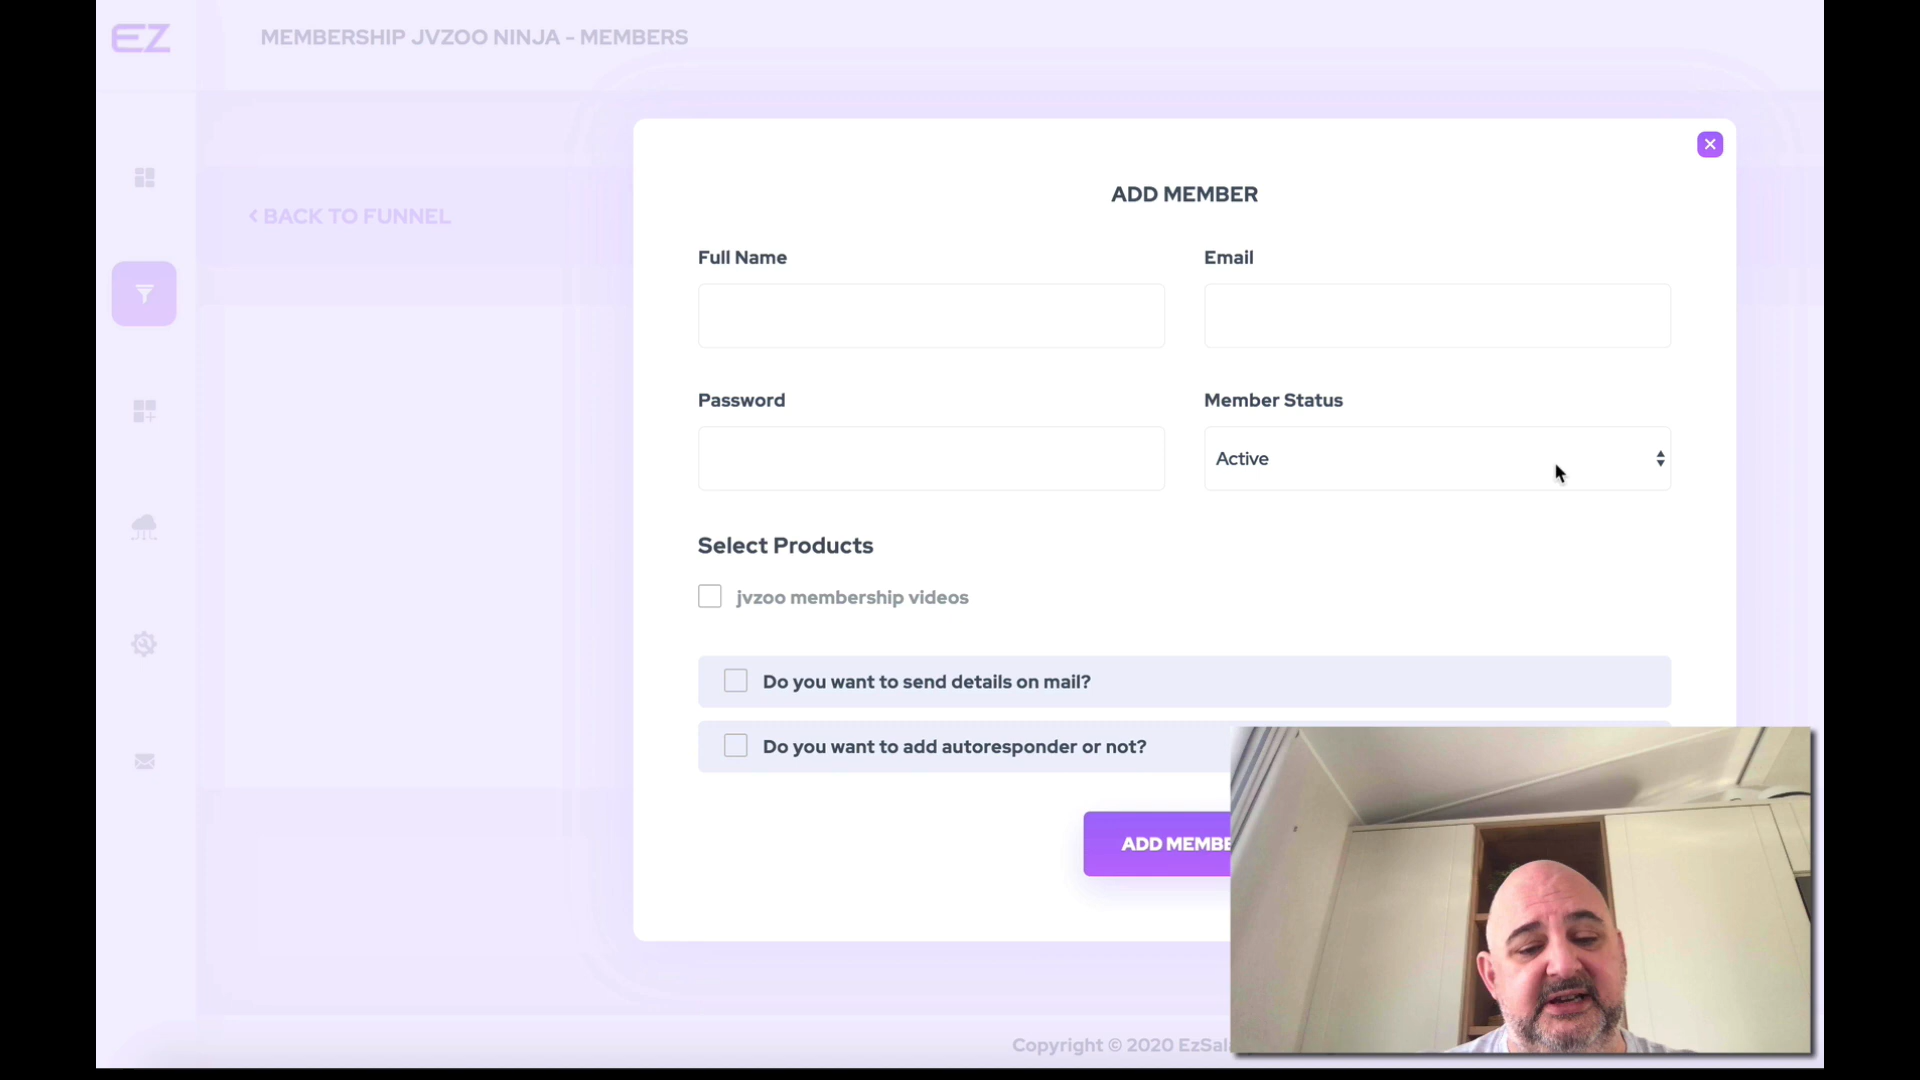 EZ
MEMBERSHIP JVZOO NINJA - MEMBERS
BACK TO FUNNEL
ADD MEMBER
Full Name
Email
Password
Member Status
Active
Select Products
jvzoo membership videos
Do you want to send details on mail?
Do you want to add autoresponder or not?
ADD
Copyright © 2020